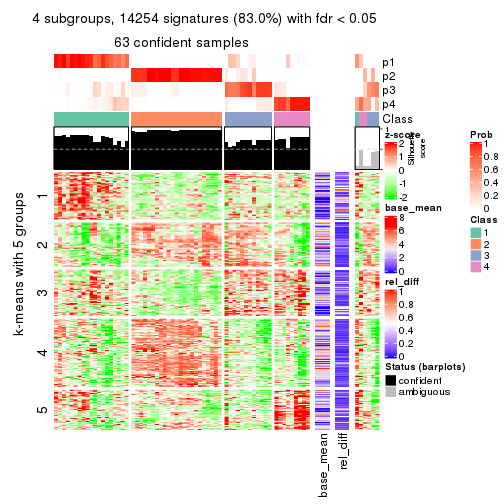 4 subgroups, 14254 signatures (83.0%) with fdr < 0.05
63 confident samples
p1
p2
p3
p4
Class
1
Silhouette
score
k-means with 5 groups
1
2
3
4
5
base_mean
rel_diff
z-score
2
1
0
-1
-2
base_mean
8
6
4
2
0
rel_diff
1
0.8
0.6
0.4
0.2
0
Status (barplots)
confident
ambiguous
Prob
1
0.8
0.6
0.4
0.2
0
Class
1
2
3
4